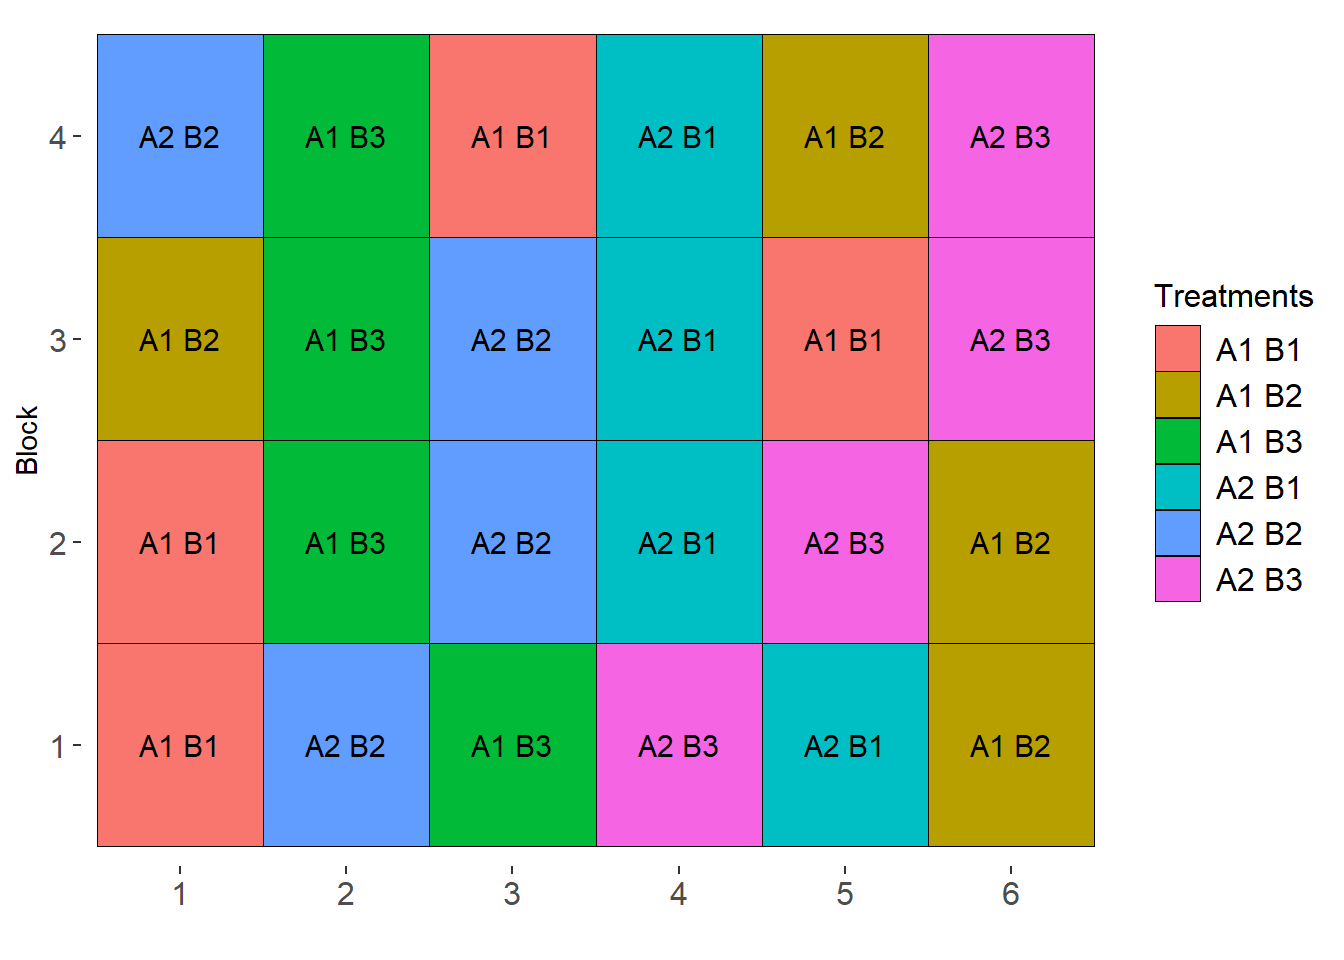 Block
4
A2 B2 A1 B3 A1 B1 A2 B1 A1 B2 A2 B3
3
A1 B2 A1 B3 A2 B2 A2 B1 A1 B1 A2 B3
2
A1 B1 A1 B3 A2 B2 A2 B1 A2 B3 A1 B2
1
A1 B1 A2 B2 A1 B3 A2 B3 A2 B1 A1 B2
1 2 3 4 5 6
Treatments
A1 B1
A1 B2
A1 B3
A2 B1
A2 B2
A2 B3